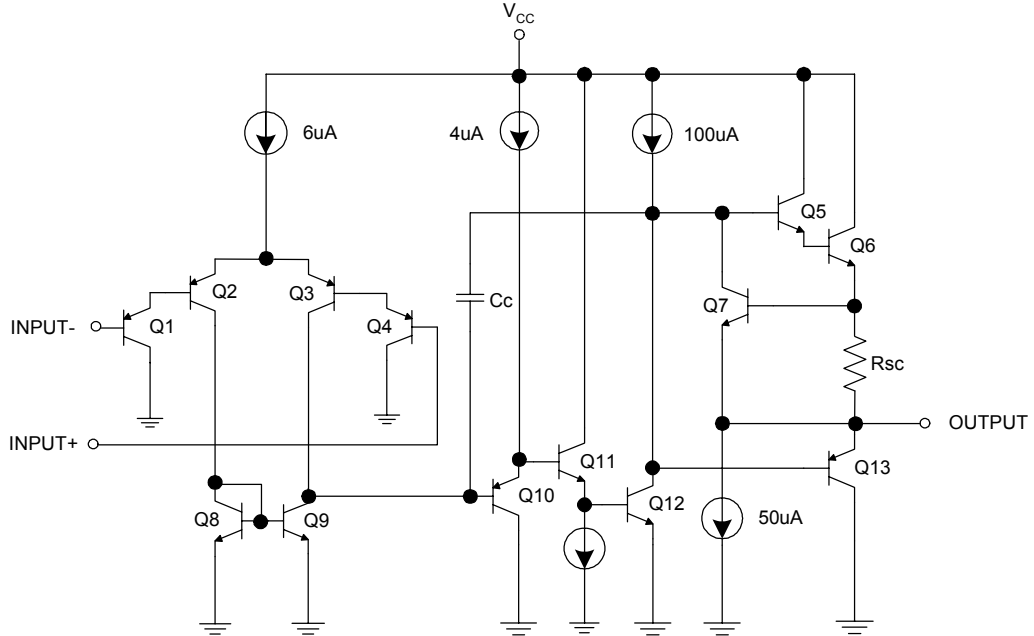 VCC
6uA
4uA
100uA
Q5
Q6
Q2
Q3
Cc
Q7
INPUT-
Q1
Q4
Rsc
OUTPUT
INPUT+
Q11
Q13
Q10
Q12
Q8
Q9
50uA